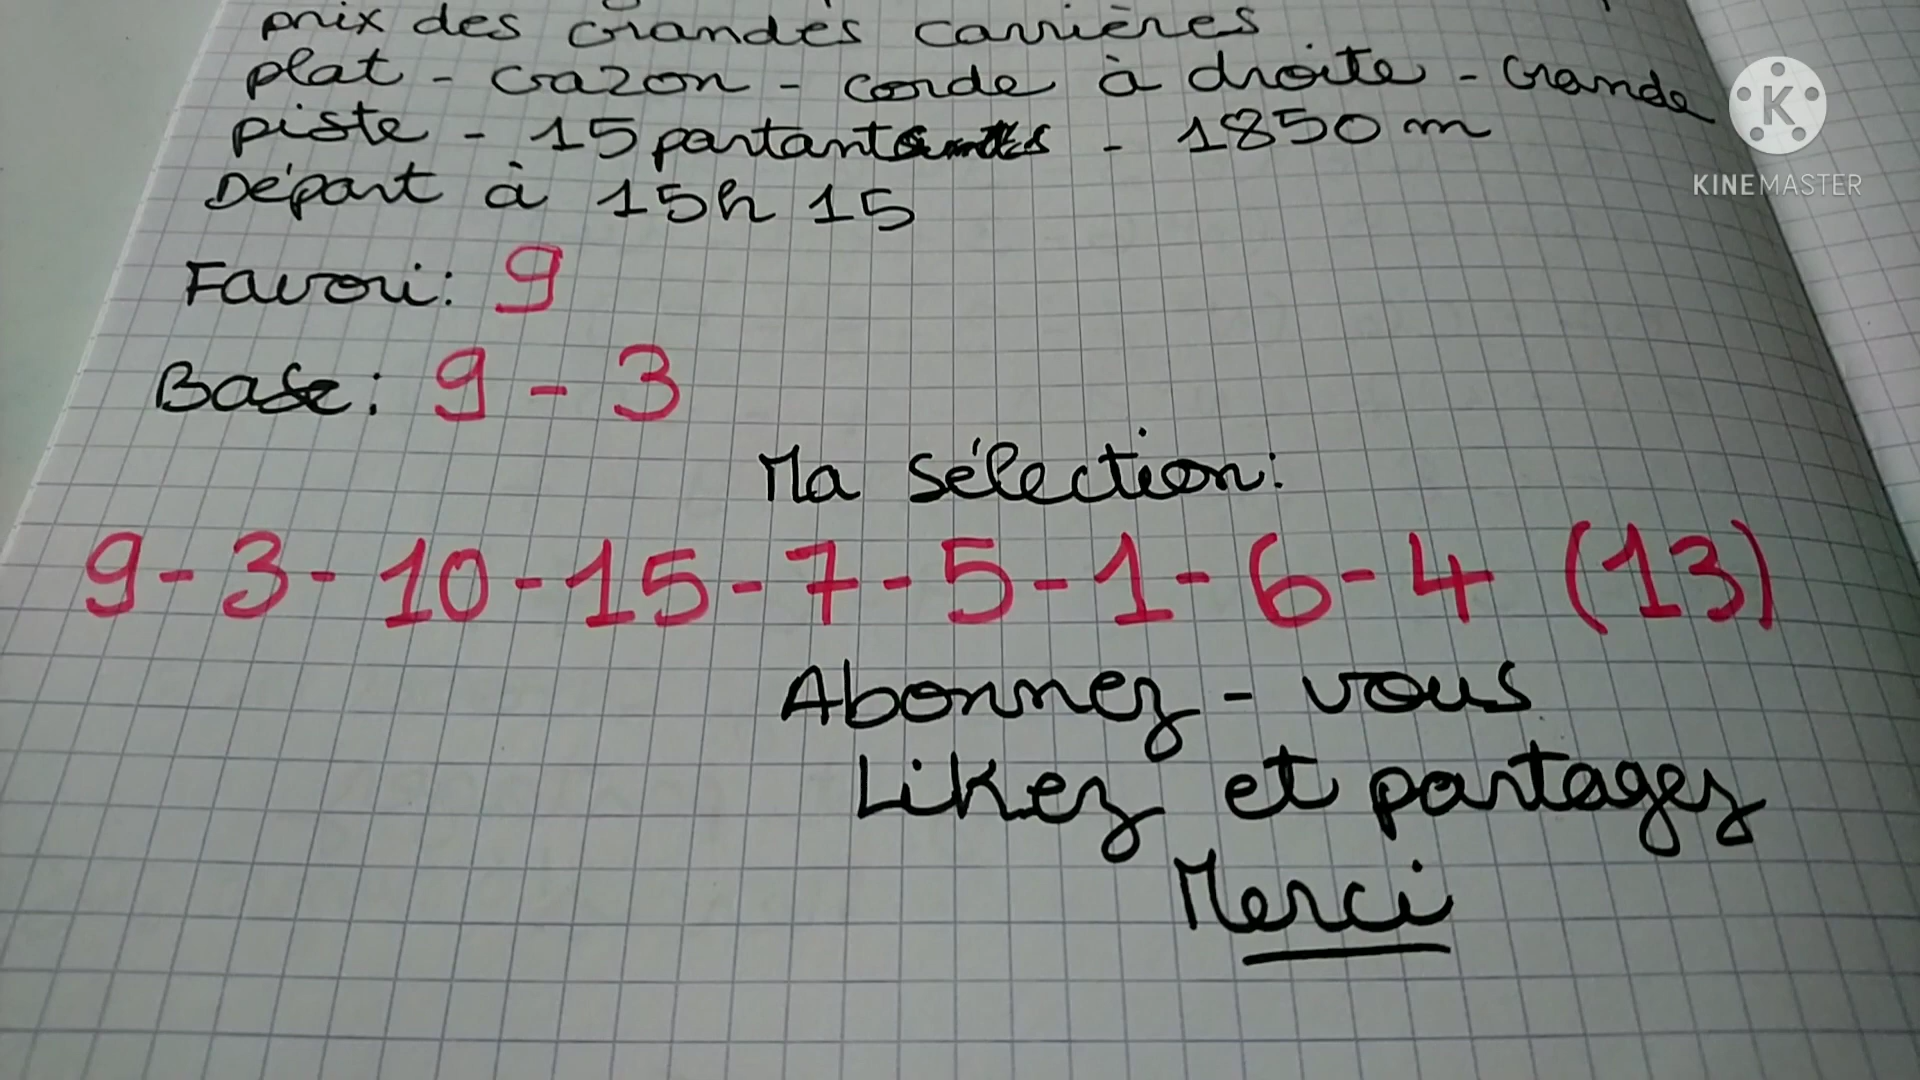 prix des Grandes carrières
plat - Gazon - corde à droite - Grande
piste - 15 partants - 1850 m
Départ à 15h 15
Favori: 9
Base: 9 - 3
Ma sélection:
9 - 3 - 10 - 15 - 7 - 5 - 1 - 6 - 4 (13)
Abonnez - vous
Likez et partagez
Merci
K
KINEMASTER